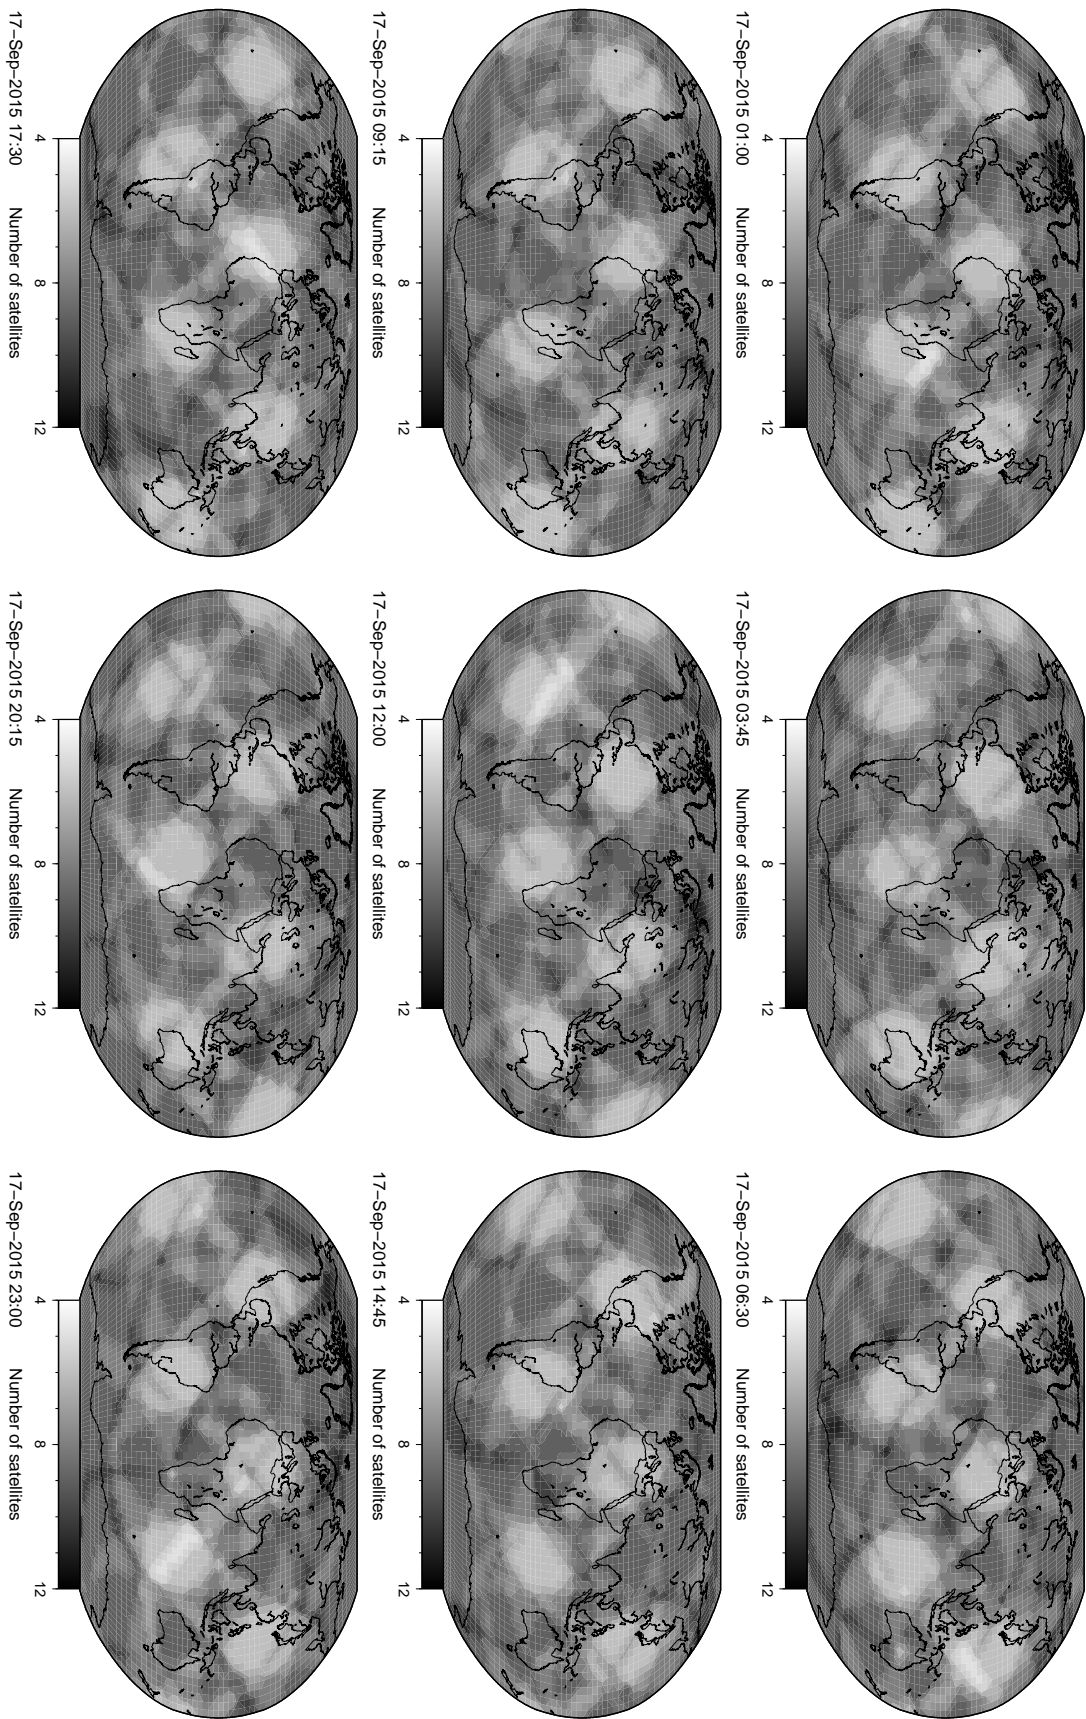 4 8 12
17–Sep–2015 01:00 Number of satellites
4 8 12
17–Sep–2015 03:45 Number of satellites
4 8 12
17–Sep–2015 06:30 Number of satellites
4 8 12
17–Sep–2015 09:15 Number of satellites
4 8 12
17–Sep–2015 12:00 Number of satellites
4 8 12
17–Sep–2015 14:45 Number of satellites
4 8 12
17–Sep–2015 17:30 Number of satellites
4 8 12
17–Sep–2015 20:15 Number of satellites
4 8 12
17–Sep–2015 23:00 Number of satellites